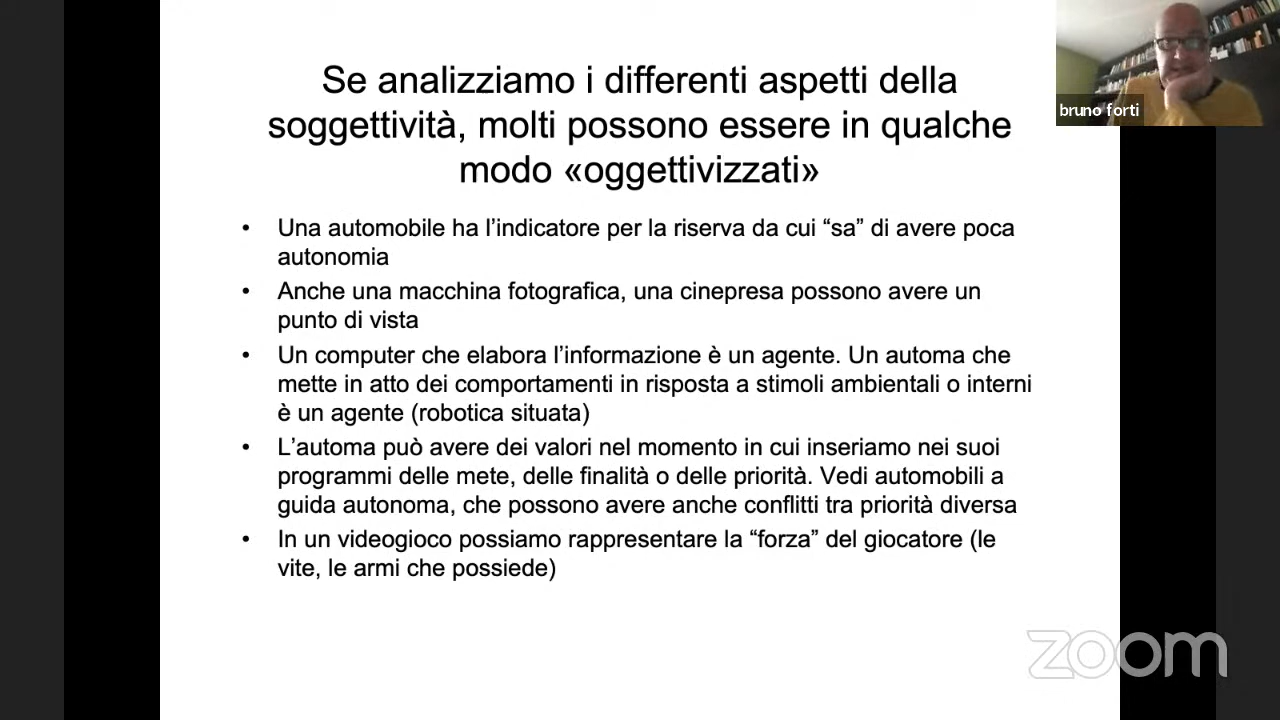 Se analizziamo i differenti aspetti della
soggettività, molti possono essere in qualche
modo «oggettivizzati»
bruno forti
• Una automobile ha l’indicatore per la riserva da cui “sa” di avere poca
autonomia
• Anche una macchina fotografica, una cinepresa possono avere un
punto di vista
• Un computer che elabora l’informazione è un agente. Un automa che
mette in atto dei comportamenti in risposta a stimoli ambientali o interni
è un agente (robotica situata)
• L’automa può avere dei valori nel momento in cui inseriamo nei suoi
programmi delle mete, delle finalità o delle priorità. Vedi automobili a
guida autonoma, che possono avere anche conflitti tra priorità diversa
• In un videogioco possiamo rappresentare la “forza” del giocatore (le
vite, le armi che possiede)
zoom